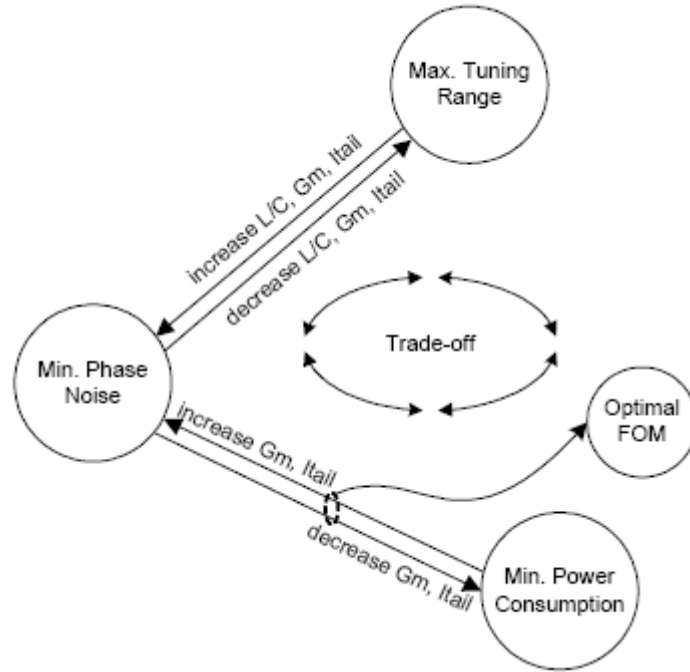 Max. Tuning
Range
increase L/C, Gm, Itail
decrease L/C, Gm, Itail
Trade-off
Min. Phase
Noise
Optimal
FOM
increase Gm, Itail
decrease Gm, Itail
Min. Power
Consumption